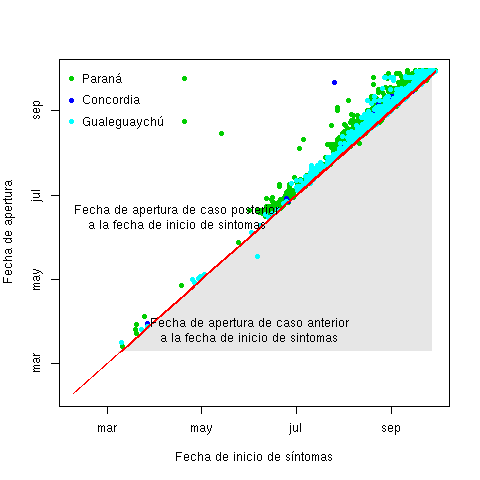 Paraná
Concordia
Gualeguaychú
sep
jul
may
mar
Fecha de apertura
Fecha de apertura de caso posterior
a la fecha de inicio de sintomas
Fecha de apertura de caso anterior
a la fecha de inicio de sintomas
mar may jul sep
Fecha de inicio de síntomas